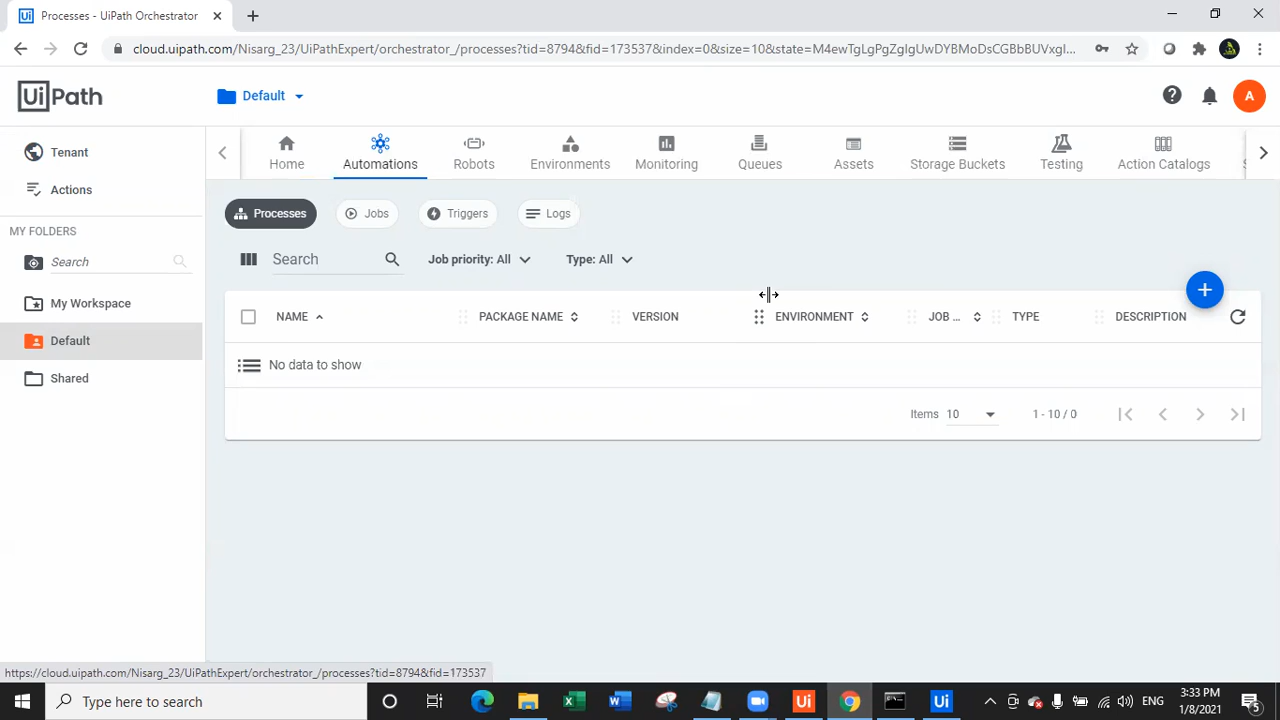 Processes - UiPath Orchestrator
cloud.uipath.com/Nisarg_23/UiPathExpert/orchestrator_/processes?tid=8794&fid=173537&index=0&size=10&state=M4ewTgLgPgZglgUwDYBMoDsCGBbBUVxgl...
UiPath
Default
A
Tenant
Actions
MY FOLDERS
Search
My Workspace
Default
Shared
Home
Automations
Robots
Environments
Monitoring
Queues
Assets
Storage Buckets
Testing
Action Catalogs
Processes
Jobs
Triggers
Logs
Search
Job priority: All
Type: All
NAME
PACKAGE NAME
VERSION
ENVIRONMENT
JOB ...
TYPE
DESCRIPTION
No data to show
Items 10
1 - 10 / 0
https://cloud.uipath.com/Nisarg_23/UiPathExpert/orchestrator_/processes?tid=8794&fid=173537
Type here to search
Ui
Ui
ENG
3:33 PM
1/8/2021
5